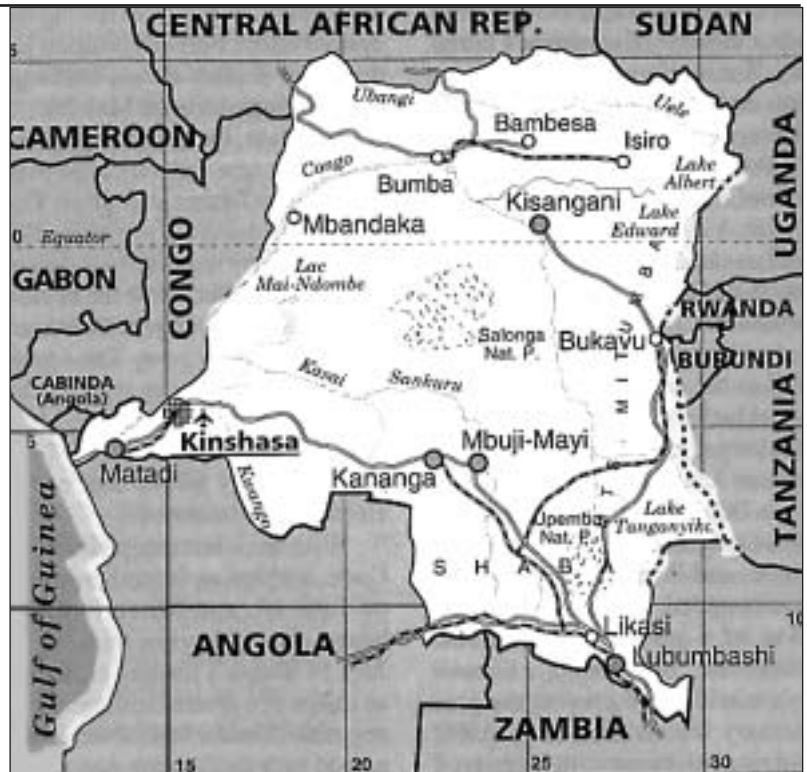 CENTRAL AFRICAN REP.
SUDAN
5
Ubangi
Uele
CAMEROON
Bambesa
Isiro
UGANDA
Congo
Bumba
Lake
Albert
Kisangani
Mbandaka
Lake
Edward
0
Equator
CONGO
Lac
Mai-Ndombe
GABON
RWANDA
Salonga
Nat. P.
Bukavu
BURUNDI
MITUMBA
Kasai
Sankuru
CABINDA
(Angola)
TANZANIA
5
Kinshasa
Mbuji-Mayi
Matadi
Kananga
Kwango
Upemba
Nat. P.
Lake
Tanganyika
Gulf of Guinea
S H A B A
10
ANGOLA
Likasi
Lubumbashi
ZAMBIA
15
20
25
30